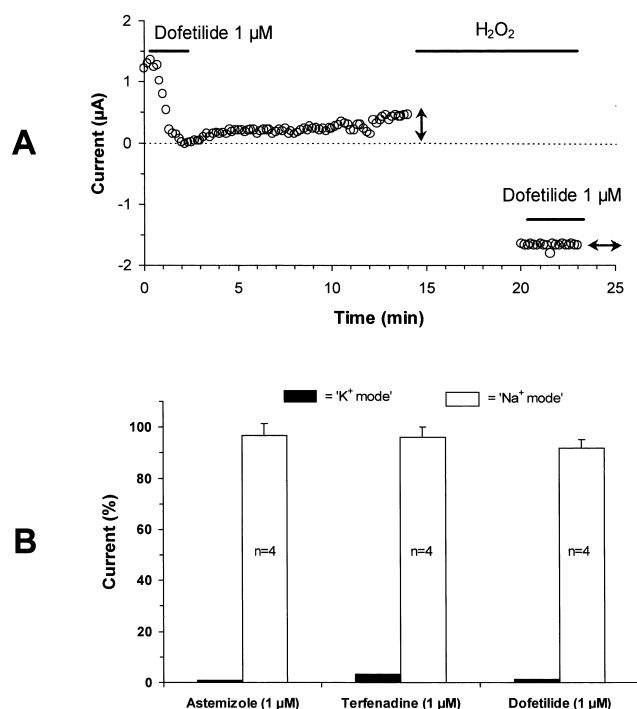 A
Dofetilide 1 µM
H₂O₂
2
1
0
-1
-2
Current (µA)
Dofetilide 1 µM
0 5 10 15 20 25
Time (min)
B
= 'K⁺ mode'
= 'Na⁺ mode'
100
80
60
40
20
0
Current (%)
n=4
n=4
n=4
Astemizole (1 µM) Terfenadine (1 µM) Dofetilide (1 µM)